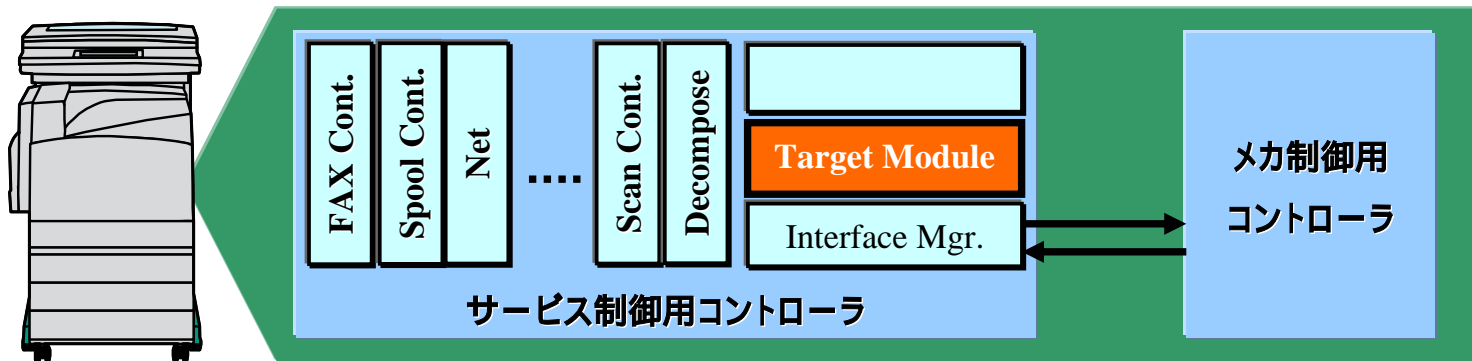 FAX Cont.
Spool Cont.
Net
....
Scan Cont.
Decompose
Target Module
Interface Mgr.
サービス制御用コントローラ
メカ制御用
コントローラ